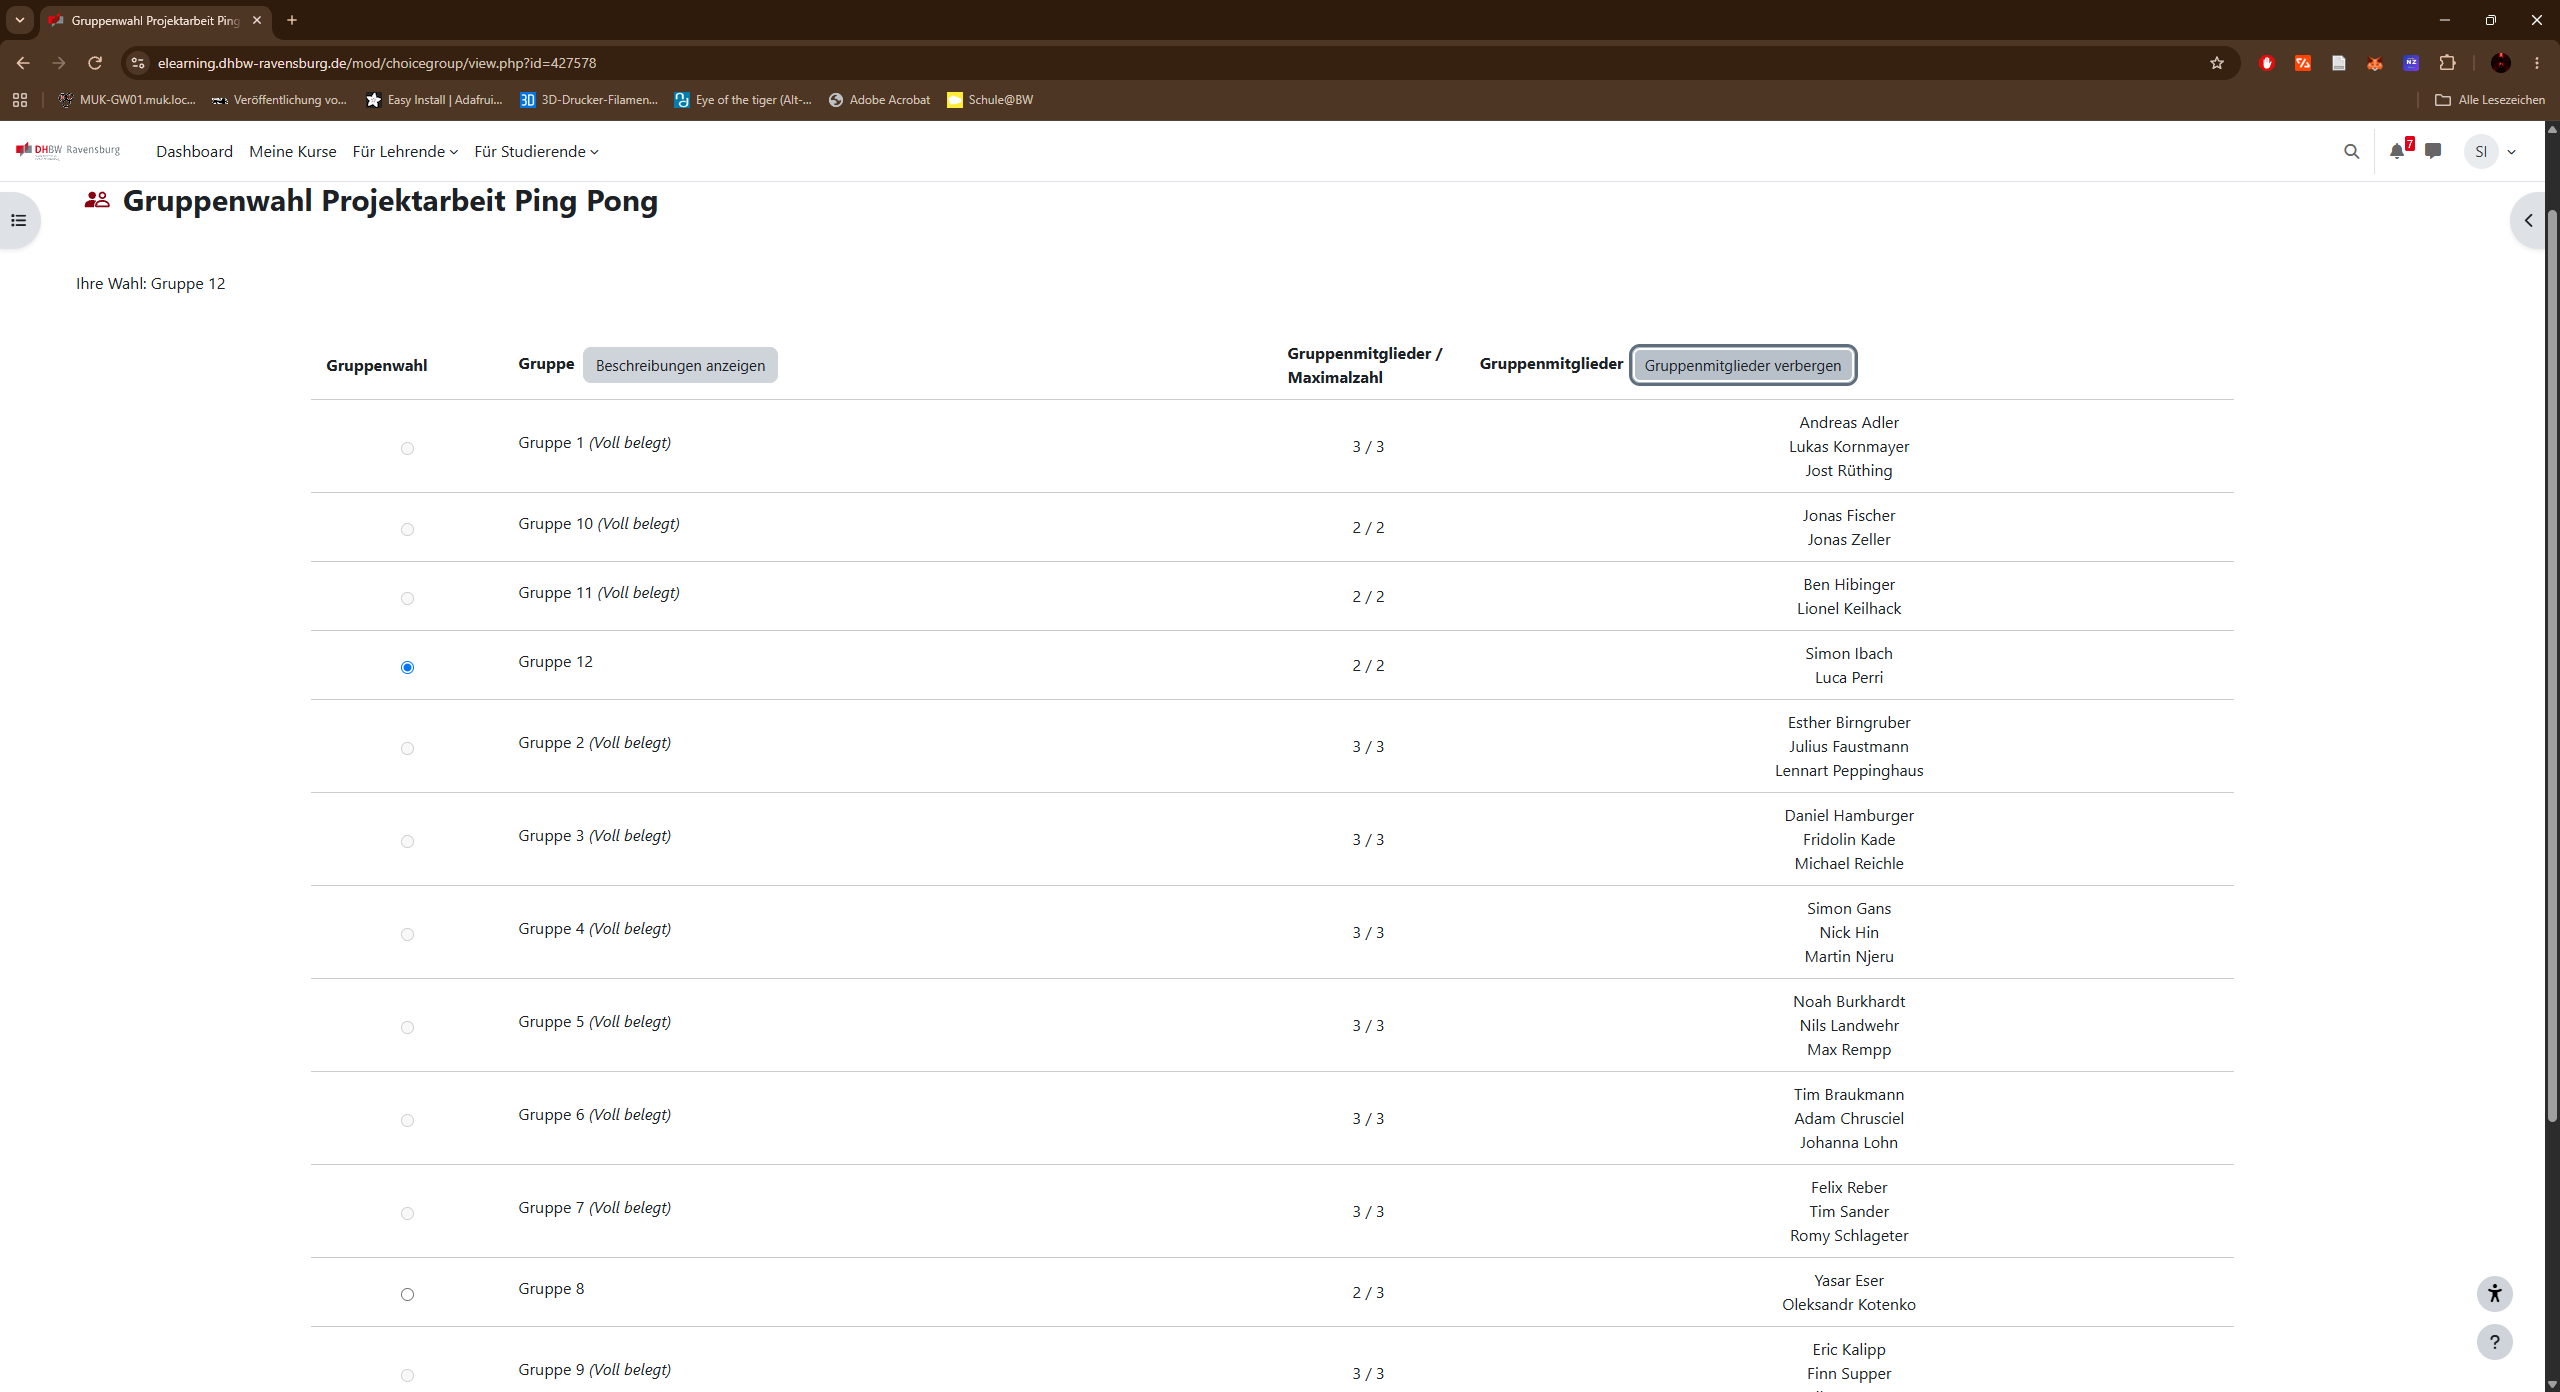 Gruppenwahl Projektarbeit Ping
elearning.dhbw-ravensburg.de/mod/choicegroup/view.php?id=427578
MUK-GW01.muk.loc...
Veröffentlichung vo...
Easy Install | Adafrui...
3D-Drucker-Filamen...
Eye of the tiger (Alt-...
Adobe Acrobat
Schule@BW
Alle Lesezeichen
DHBW Ravensburg
Dashboard
Meine Kurse
Für Lehrende
Für Studierende
7
SI
Gruppenwahl Projektarbeit Ping Pong
Ihre Wahl: Gruppe 12
Gruppenwahl
Gruppe
Beschreibungen anzeigen
Gruppenmitglieder /
Maximalzahl
Gruppenmitglieder
Gruppenmitglieder verbergen
Gruppe 1 (Voll belegt)
3 / 3
Andreas Adler
Lukas Kornmayer
Jost Rüthing
Gruppe 10 (Voll belegt)
2 / 2
Jonas Fischer
Jonas Zeller
Gruppe 11 (Voll belegt)
2 / 2
Ben Hibinger
Lionel Keilhack
Gruppe 12
2 / 2
Simon Ibach
Luca Perri
Gruppe 2 (Voll belegt)
3 / 3
Esther Birngruber
Julius Faustmann
Lennart Peppinghaus
Gruppe 3 (Voll belegt)
3 / 3
Daniel Hamburger
Fridolin Kade
Michael Reichle
Gruppe 4 (Voll belegt)
3 / 3
Simon Gans
Nick Hin
Martin Njeru
Gruppe 5 (Voll belegt)
3 / 3
Noah Burkhardt
Nils Landwehr
Max Rempp
Gruppe 6 (Voll belegt)
3 / 3
Tim Braukmann
Adam Chrusciel
Johanna Lohn
Gruppe 7 (Voll belegt)
3 / 3
Felix Reber
Tim Sander
Romy Schlageter
Gruppe 8
2 / 3
Yasar Eser
Oleksandr Kotenko
Gruppe 9 (Voll belegt)
3 / 3
Eric Kalipp
Finn Supper
?